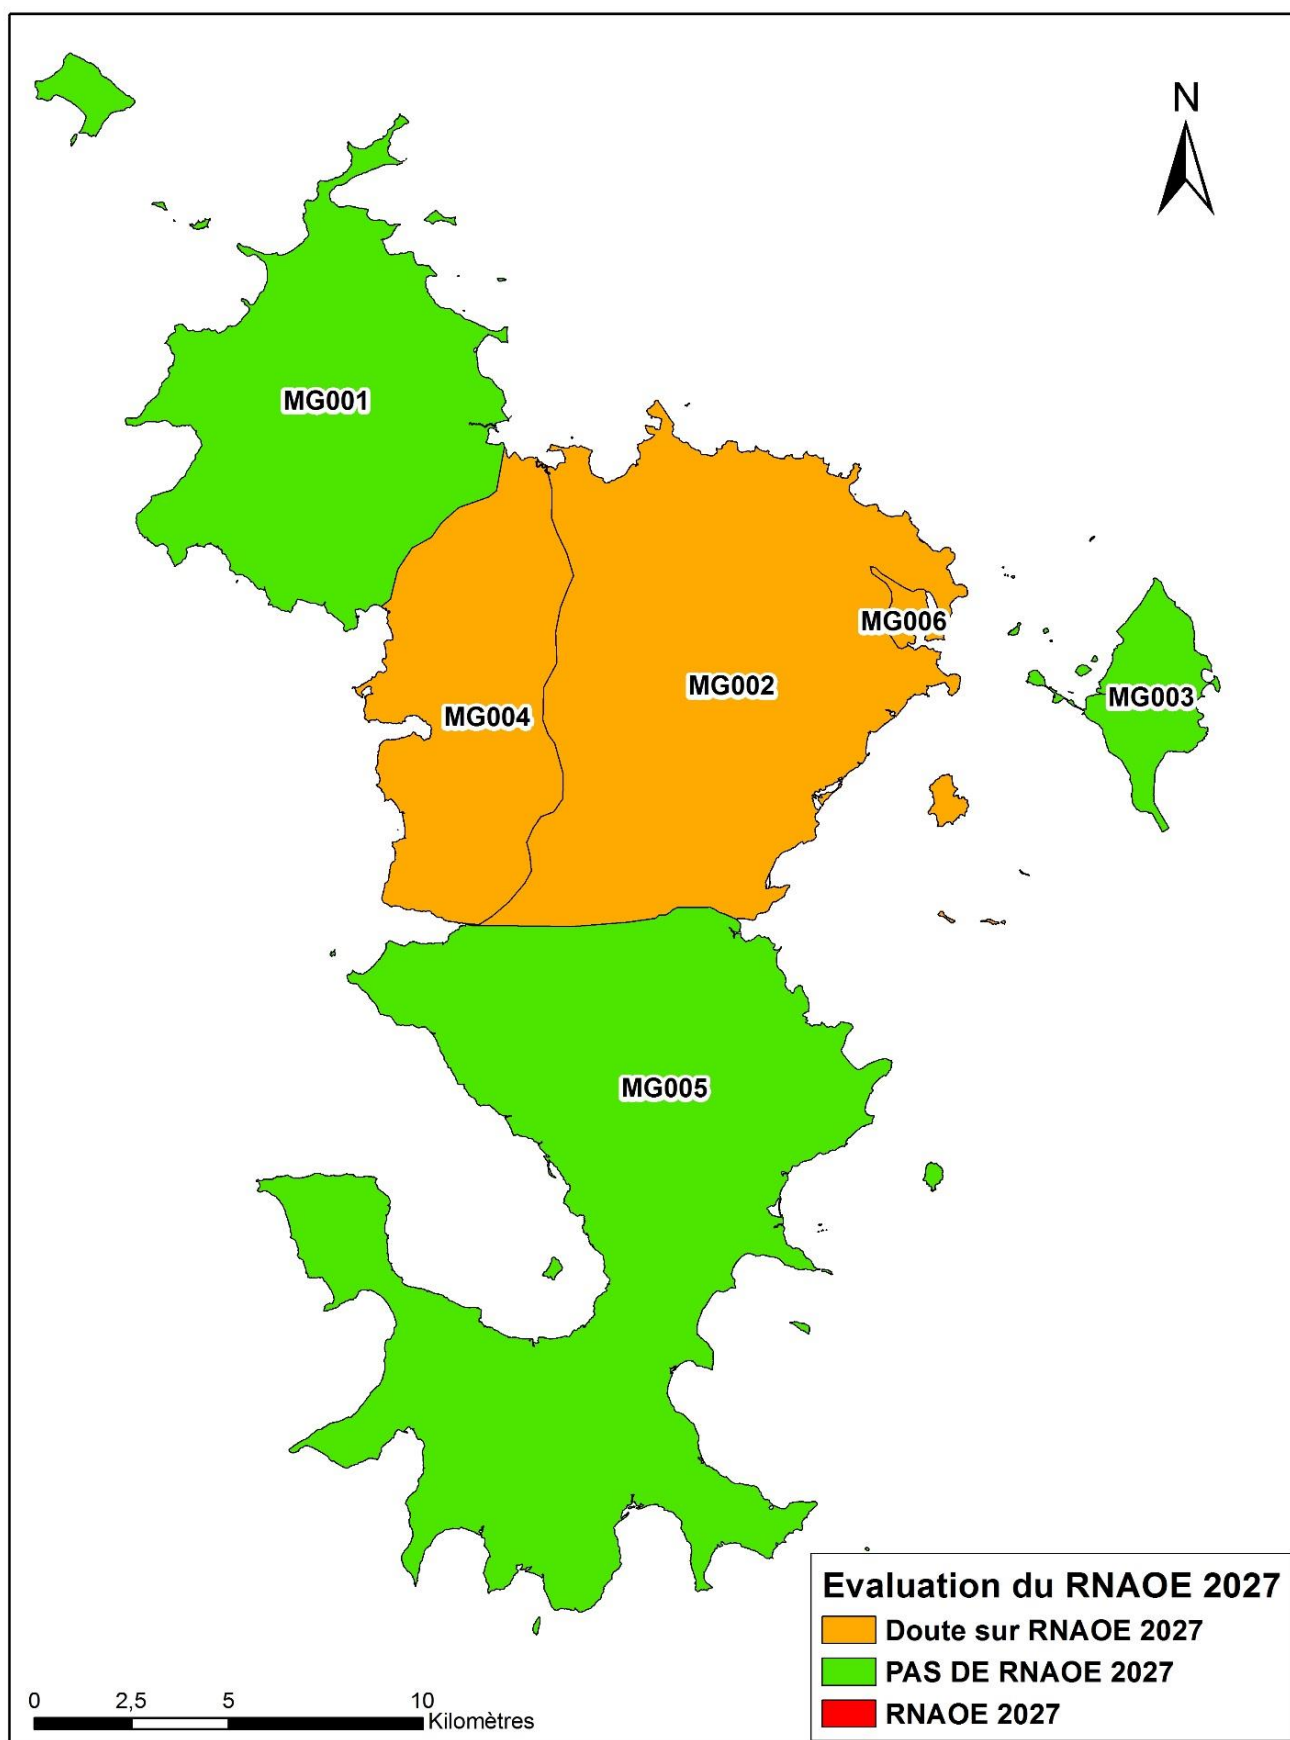 N
MG001
MG006
MG002
MG003
MG004
MG005
Evaluation du RNAOE 2027
Doute sur RNAOE 2027
PAS DE RNAOE 2027
RNAOE 2027
0 2,5 5 10
Kilomètres